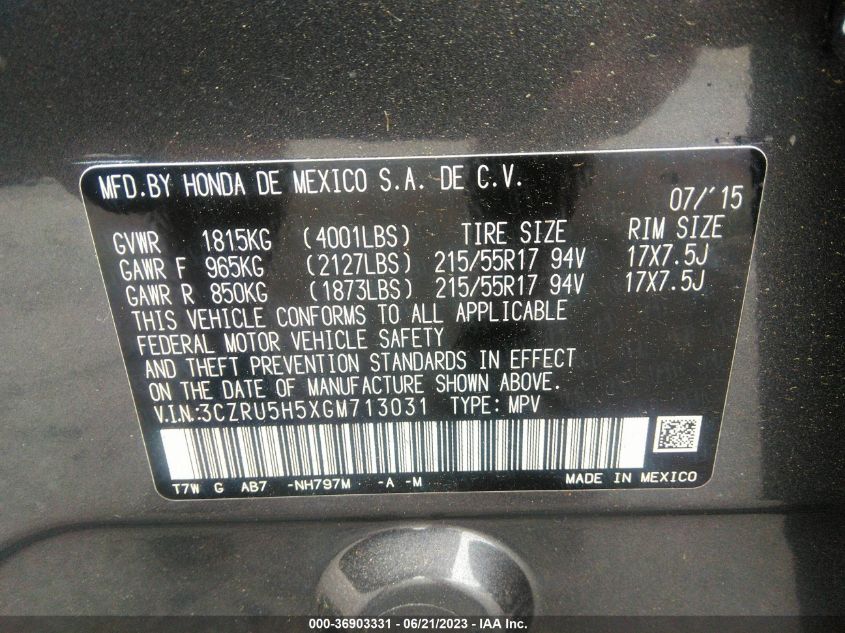 MFD.BY HONDA DE MEXICO S.A. DE C.V.
07/'15
GVWR 1815KG (4001LBS) TIRE SIZE RIM SIZE
GAWR F 965KG (2127LBS) 215/55R17 94V 17X7.5J
GAWR R 850KG (1873LBS) 215/55R17 94V 17X7.5J
THIS VEHICLE CONFORMS TO ALL APPLICABLE
FEDERAL MOTOR VEHICLE SAFETY
AND THEFT PREVENTION STANDARDS IN EFFECT
ON THE DATE OF MANUFACTURE SHOWN ABOVE.
V.I.N.:3CZRU5H5XGM713031 TYPE: MPV
T7W G AB7 -NH797M -A -M MADE IN MEXICO
000-36903331 - 06/21/2023 - IAAI.com